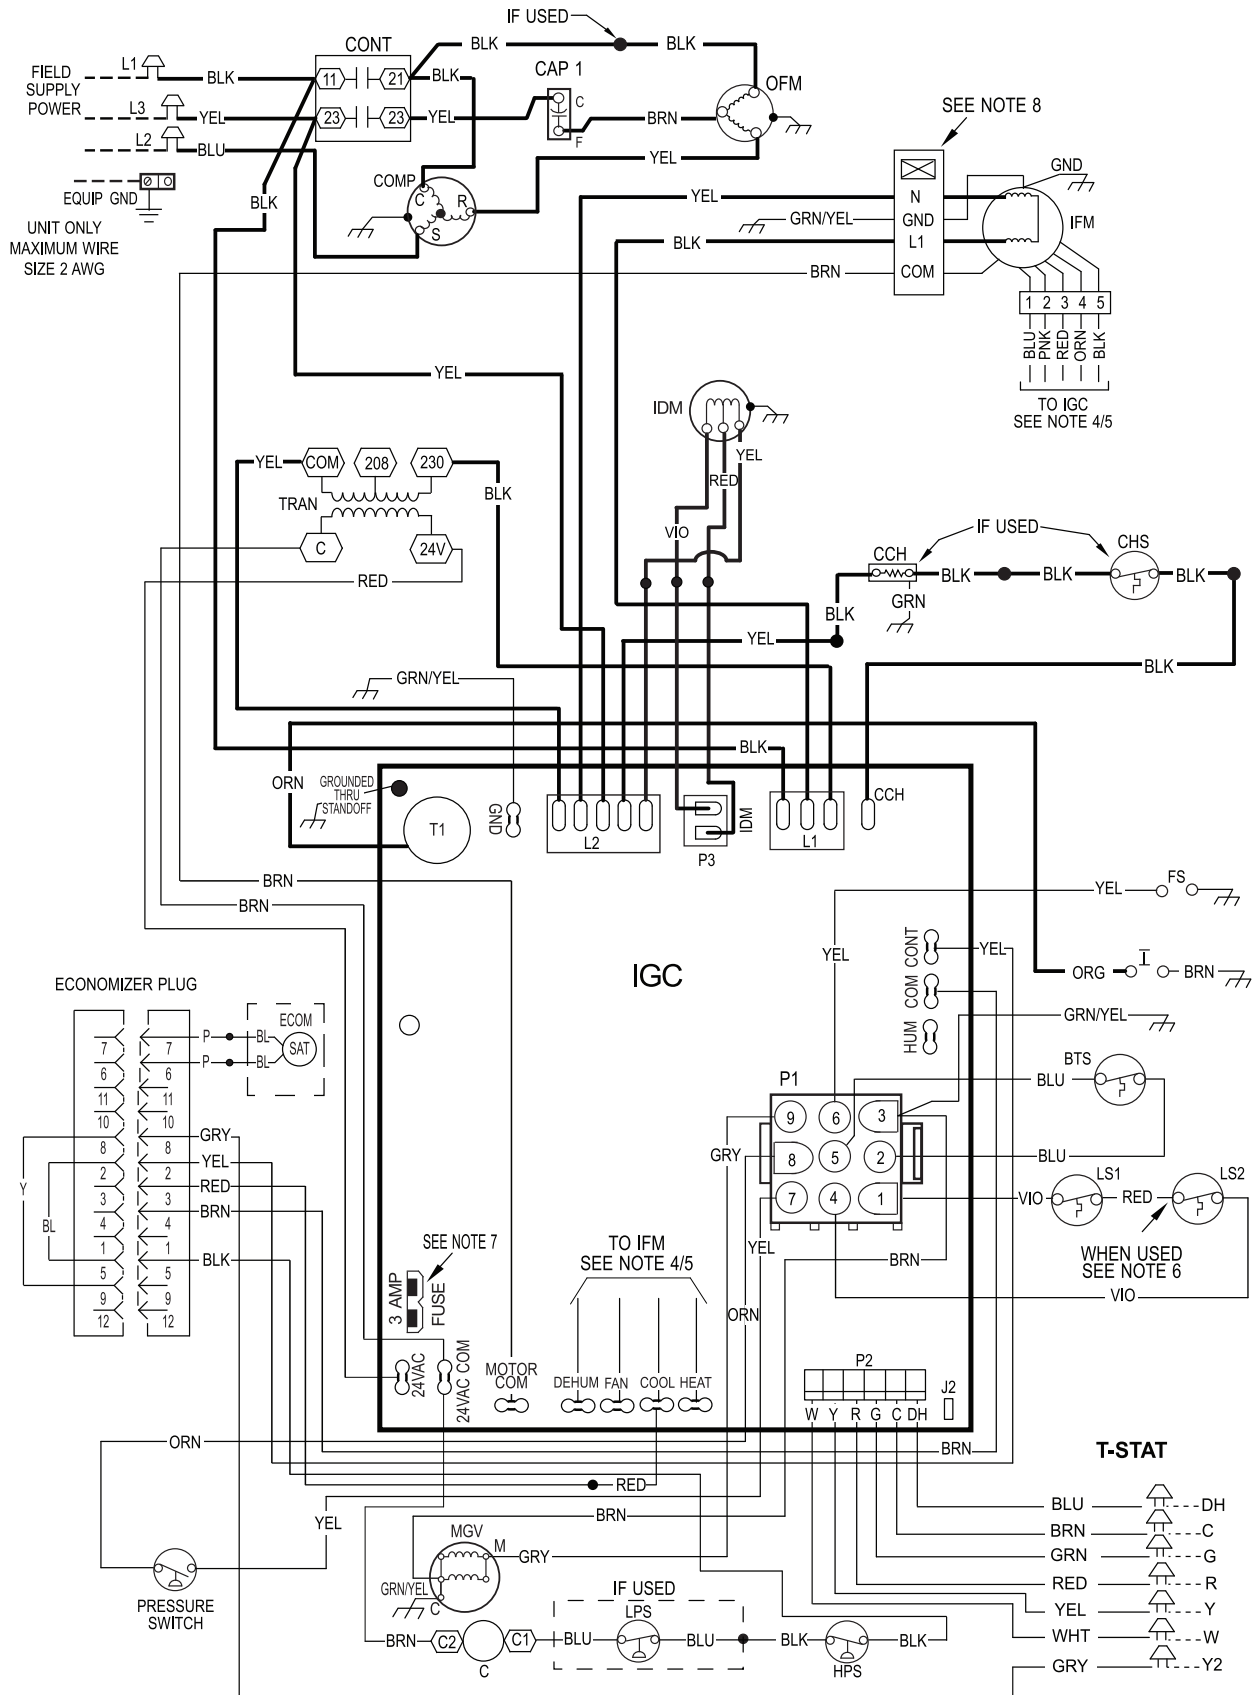 IF USED
CONT
BLK
BLK
FIELD
SUPPLY
POWER
L1
BLK
11
21
BLK
CAP 1
OFM
L3
YEL
23
23
YEL
C
F
BRN
SEE NOTE 8
L2
BLU
YEL
EQUIP GND
COMP
C
R
S
BLK
UNIT ONLY
MAXIMUM WIRE
SIZE 2 AWG
YEL
N
GND
GRN/YEL
GND
IFM
BLK
L1
BRN
COM
1 2 3 4 5
BLU
PNK
RED
ORN
BLK
YEL
TO IGC
SEE NOTE 4/5
IDM
YEL
RED
VIO
YEL
COM
208
230
BLK
TRAN
C
24V
RED
IF USED
CCH
CHS
BLK
BLK
BLK
GRN
BLK
YEL
BLK
GRN/YEL
BLK
ORN
GROUNDED
THRU
STANDOFF
T1
GND
L2
P3
IDM
L1
CCH
BRN
BRN
YEL
FS
YEL
CONT
YEL
IGC
ORG
BRN
COM
GRN/YEL
HUM
ECONOMIZER PLUG
ECOM
SAT
P
BL
P
BL
7
7
6
6
11
11
10
10
8
8
2
2
3
3
4
4
1
1
5
5
9
9
12
12
GRY
YEL
RED
BRN
BLK
Y
BL
P1
9
6
3
8
5
2
7
4
1
GRY
BTS
BLU
BLU
LS1
LS2
VIO
RED
WHEN USED
SEE NOTE 6
VIO
YEL
BRN
ORN
SEE NOTE 7
3 AMP
FUSE
TO IFM
SEE NOTE 4/5
24VAC
24VAC COM
MOTOR
COM
DEHUM
FAN
COOL
HEAT
P2
W Y R G C DH
J2
ORN
BRN
YEL
RED
YEL
BRN
T-STAT
BLU
DH
BRN
C
GRN
G
RED
R
YEL
Y
WHT
W
GRY
Y2
PRESSURE
SWITCH
MGV
M
GRY
GRN/YEL
C
IF USED
LPS
BRN
C2
C
C1
BLU
BLU
BLK
HPS
BLK